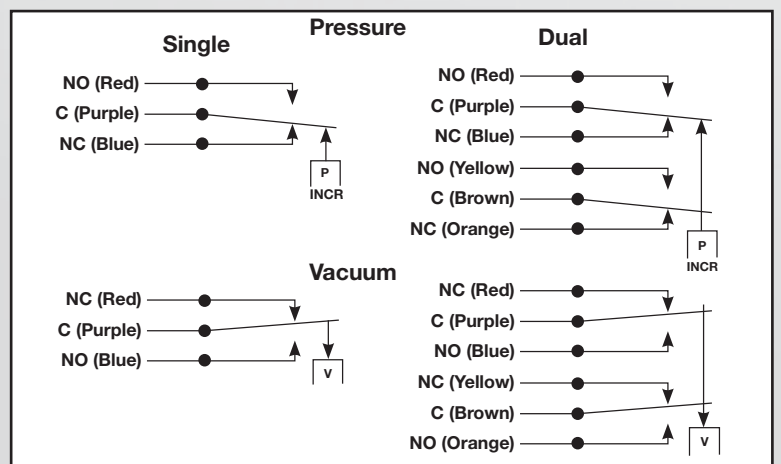 Pressure
Single
NO (Red)
C (Purple)
NC (Blue)
P
INCR
Dual
NO (Red)
C (Purple)
NC (Blue)
NO (Yellow)
C (Brown)
NC (Orange)
P
INCR
Vacuum
NC (Red)
C (Purple)
NO (Blue)
V
NC (Red)
C (Purple)
NO (Blue)
NC (Yellow)
C (Brown)
NO (Orange)
V